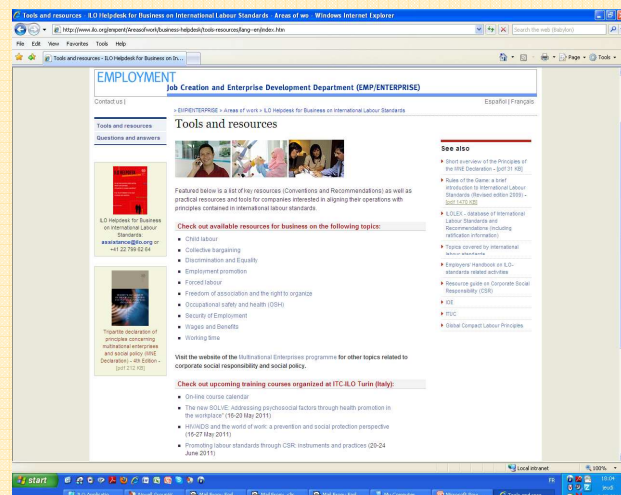 Tools and resources - ILO Helpdesk for Business on International Labour Standards - Areas of wo - Windows Internet Explorer
http://www.ilo.org/empent/Areasofwork/business-helpdesk/tools-resources/lang--en/index.htm
Search the web (Babylon)
File Edit View Favorites Tools Help
Tools and resources - ILO Helpdesk for Business on In...
Page Tools
EMPLOYMENT
Job Creation and Enterprise Development Department (EMP/ENTERPRISE)
Contact us |
Español | Français
» EMP/ENTERPRISE » Areas of work » ILO Helpdesk for Business on International Labour Standards
Tools and resources
Questions and answers
Tools and resources
ILO Helpdesk for Business
on International Labour
Standards:
assistance@ilo.org or
+41 22 799 62 64
Tripartite declaration of
principles concerning
multinational enterprises
and social policy (MNE
Declaration) – 4th Edition -
[pdf 212 KB]
Featured below is a list of key resources (Conventions and Recommendations) as well as
practical resources and tools for companies interested in aligning their operations with
principles contained in international labour standards.
Check out available resources for business on the following topics:
Child labour
Collective bargaining
Discrimination and Equality
Employment promotion
Forced labour
Freedom of association and the right to organize
Occupational safety and health (OSH)
Security of Employment
Wages and Benefits
Working time
Visit the website of the Multinational Enterprises programme for other topics related to
corporate social responsibility and social policy.
Check out upcoming training courses organized at ITC-ILO Turin (Italy):
On-line course calendar
The new SOLVE: Addressing psychosocial factors through health promotion in
the workplace" (16-20 May 2011)
HIV/AIDS and the world of work: a prevention and social protection perspective
(16-27 May 2011)
Promoting labour standards through CSR: instruments and practices (20-24
June 2011)
See also
Short overview of the Principles of
the MNE Declaration - [pdf 31 KB]
Rules of the Game: a brief
introduction to International Labour
Standards (Revised edition 2009) -
[pdf 1470 KB]
ILOLEX - database of International
Labour Standards and
Recommendations (including
ratification information)
Topics covered by international
labour standards
Employers' Handbook on ILO-
standards related activities
Resource guide on Corporate Social
Responsibility (CSR)
IOE
ITUC
Global Compact Labour Principles
Local intranet
100%
start
FR
18:04